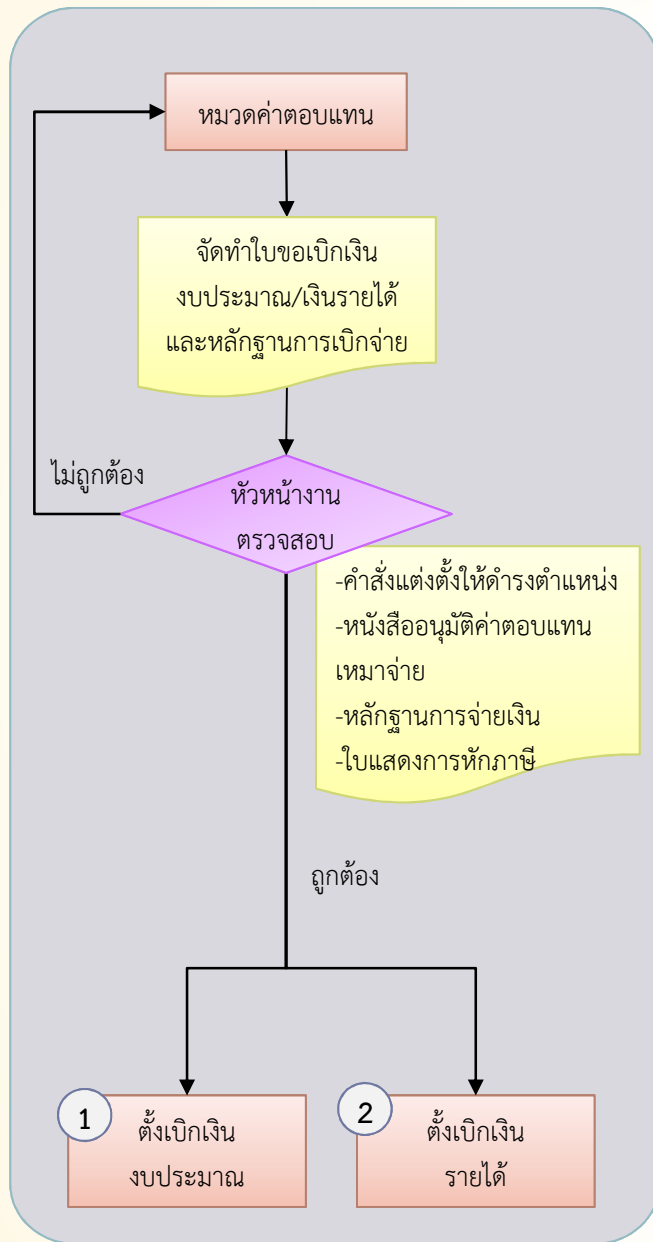 หมวดค่าตอบแทน
จัดทำใบขอเบิกเงิน
งบประมาณ/เงินรายได้
และหลักฐานการเบิกจ่าย
ไม่ถูกต้อง
หัวหน้างาน
ตรวจสอบ
-คำสั่งแต่งตั้งให้ดำรงตำแหน่ง
-หนังสืออนุมัติค่าตอบแทน
เหมาจ่าย
-หลักฐานการจ่ายเงิน
-ใบแสดงการหักภาษี
ถูกต้อง
1
ตั้งเบิกเงิน
งบประมาณ
2
ตั้งเบิกเงิน
รายได้